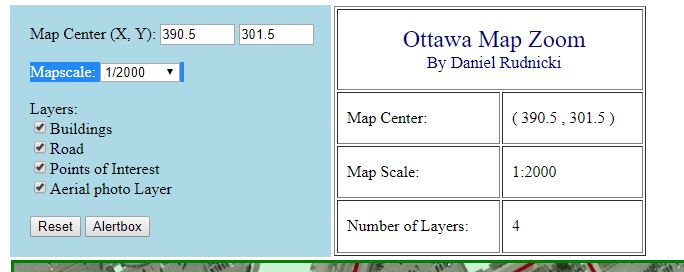 Map Center (X, Y): 390.5 301.5
Mapscale: 1/2000
Layers:
Buildings
Road
Points of Interest
Aerial photo Layer
Reset Alertbox
Ottawa Map Zoom
By Daniel Rudnicki
Map Center: ( 390.5 , 301.5 )
Map Scale: 1:2000
Number of Layers: 4